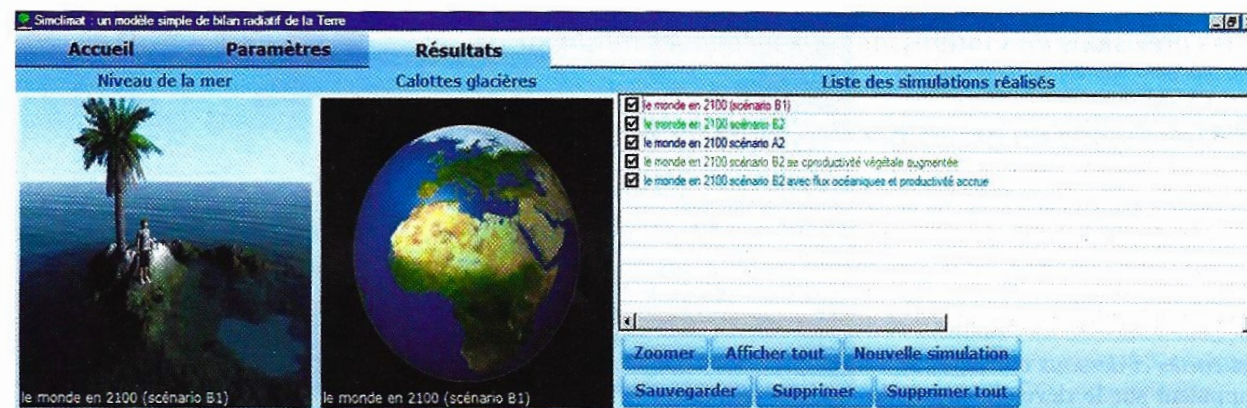 Simclimat : un modèle simple de bilan radiatif de la Terre
Accueil Paramètres Résultats
Niveau de la mer Calottes glacières Liste des simulations réalisés
le monde en 2100 (scénario B1)
le monde en 2100 scénario B2
le monde en 2100 scénario A2
le monde en 2100 scénario B2 se cproductivité végétale augmentée
le monde en 2100 scénario B2 avec flux océaniques et productivité accrue
Zoomer Afficher tout Nouvelle simulation
Sauvegarder Supprimer Supprimer tout
le monde en 2100 (scénario B1) le monde en 2100 (scénario B1)